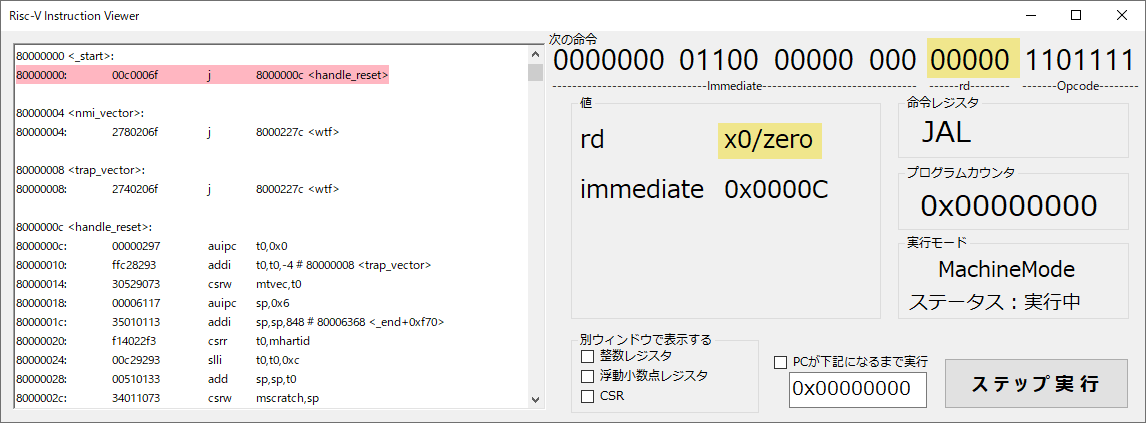 Risc-V Instruction Viewer
80000000 <_start>:
80000000: 00c0006f j 8000000c <handle_reset>
80000004 <nmi_vector>:
80000004: 2780206f j 8000227c <wtf>
80000008 <trap_vector>:
80000008: 2740206f j 8000227c <wtf>
8000000c <handle_reset>:
8000000c: 00000297 auipc t0,0x0
80000010: ffc28293 addi t0,t0,-4 # 80000008 <trap_vector>
80000014: 30529073 csrw mtvec,t0
80000018: 00006117 auipc sp,0x6
8000001c: 35010113 addi sp,sp,848 # 80006368 <_end+0xf70>
80000020: f14022f3 csrr t0,mhartid
80000024: 00c29293 slli t0,t0,0xc
80000028: 00510133 add sp,sp,t0
8000002c: 34011073 csrw mscratch,sp
次の命令
0000000 01100 00000 000 00000 1101111
Immediate rd Opcode
値
rd x0/zero
immediate 0x0000C
命令レジスタ
JAL
プログラムカウンタ
0x00000000
実行モード
MachineMode
ステータス：実行中
別ウィンドウで表示する
整数レジスタ
浮動小数点レジスタ
CSR
PCが下記になるまで実行
0x00000000
ステップ実行